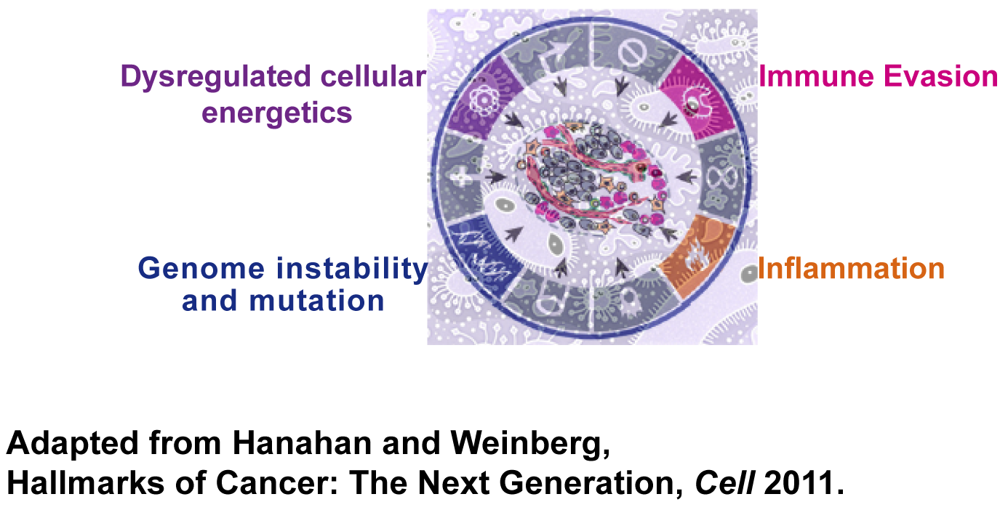 Dysregulated cellular
energetics
Immune Evasion
Genome instability
and mutation
Inflammation
Adapted from Hanahan and Weinberg,
Hallmarks of Cancer: The Next Generation, Cell 2011.